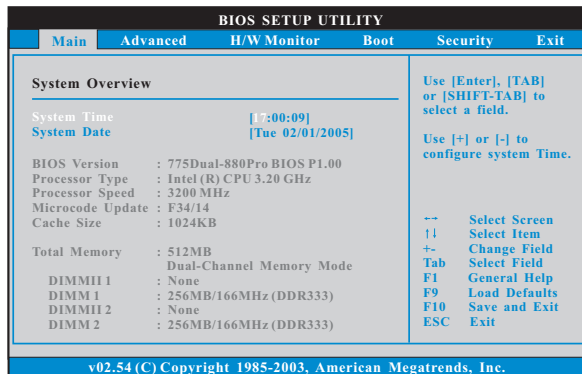 BIOS SETUP UTILITY
Main Advanced H/W Monitor Boot Security Exit
System Overview
System Time [17:00:09]
System Date [Tue 02/01/2005]
BIOS Version : 775Dual-880Pro BIOS P1.00
Processor Type : Intel (R) CPU 3.20 GHz
Processor Speed : 3200 MHz
Microcode Update : F34/14
Cache Size : 1024KB
Total Memory : 512MB
Dual-Channel Memory Mode
DIMMII 1 : None
DIMM 1 : 256MB/166MHz (DDR333)
DIMMII 2 : None
DIMM 2 : 256MB/166MHz (DDR333)
Use [Enter], [TAB]
or [SHIFT-TAB] to
select a field.
Use [+] or [-] to
configure system Time.
←→ Select Screen
↑↓ Select Item
+- Change Field
Tab Select Field
F1 General Help
F9 Load Defaults
F10 Save and Exit
ESC Exit
v02.54 (C) Copyright 1985-2003, American Megatrends, Inc.